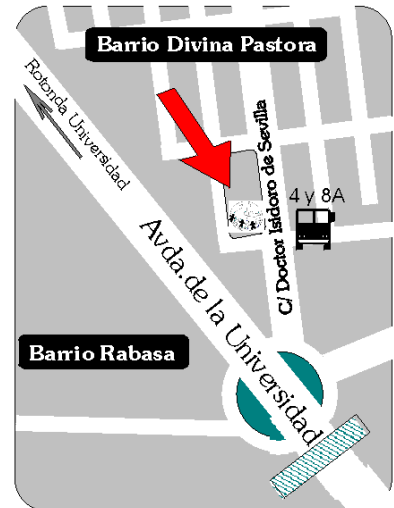 Barrio Divina Pastora
Rotonda Universidad
C/ Doctor Isidoro de Sevilla
4 y 8A
Avda.de la Universidad
Barrio Rabasa